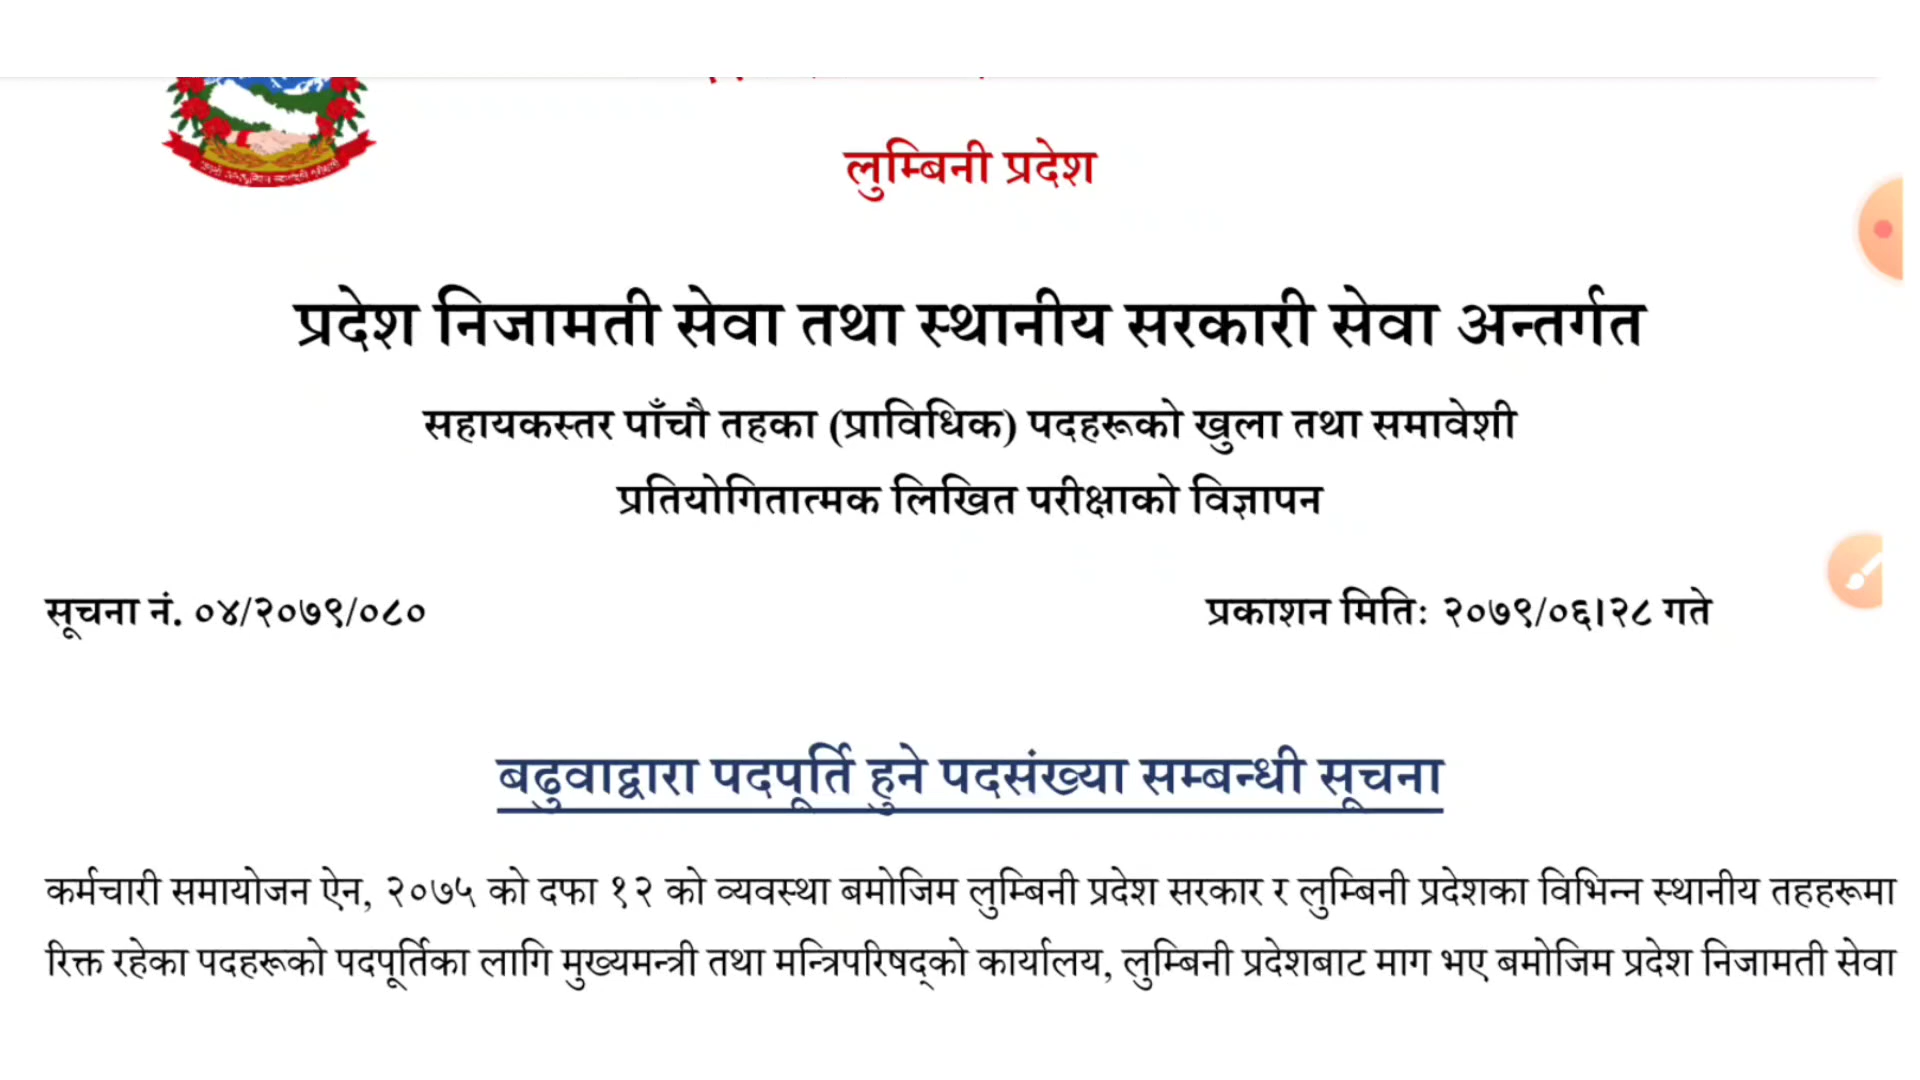 लुम्बिनी प्रदेश
प्रदेश निजामती सेवा तथा स्थानीय सरकारी सेवा अन्तर्गत
सहायकस्तर पाँचौ तहका (प्राविधिक) पदहरूको खुला तथा समावेशी
प्रतियोगितात्मक लिखित परीक्षाको विज्ञापन
सूचना नं. ०४/२०७९/०८० प्रकाशन मितिः २०७९/०६।२८ गते
बढुवाद्वारा पदपूर्ति हुने पदसंख्या सम्बन्धी सूचना
कर्मचारी समायोजन ऐन, २०७५ को दफा १२ को व्यवस्था बमोजिम लुम्बिनी प्रदेश सरकार र लुम्बिनी प्रदेशका विभिन्न स्थानीय तहहरूमा
रिक्त रहेका पदहरूको पदपूर्तिका लागि मुख्यमन्त्री तथा मन्त्रिपरिषद्को कार्यालय, लुम्बिनी प्रदेशबाट माग भए बमोजिम प्रदेश निजामती सेवा